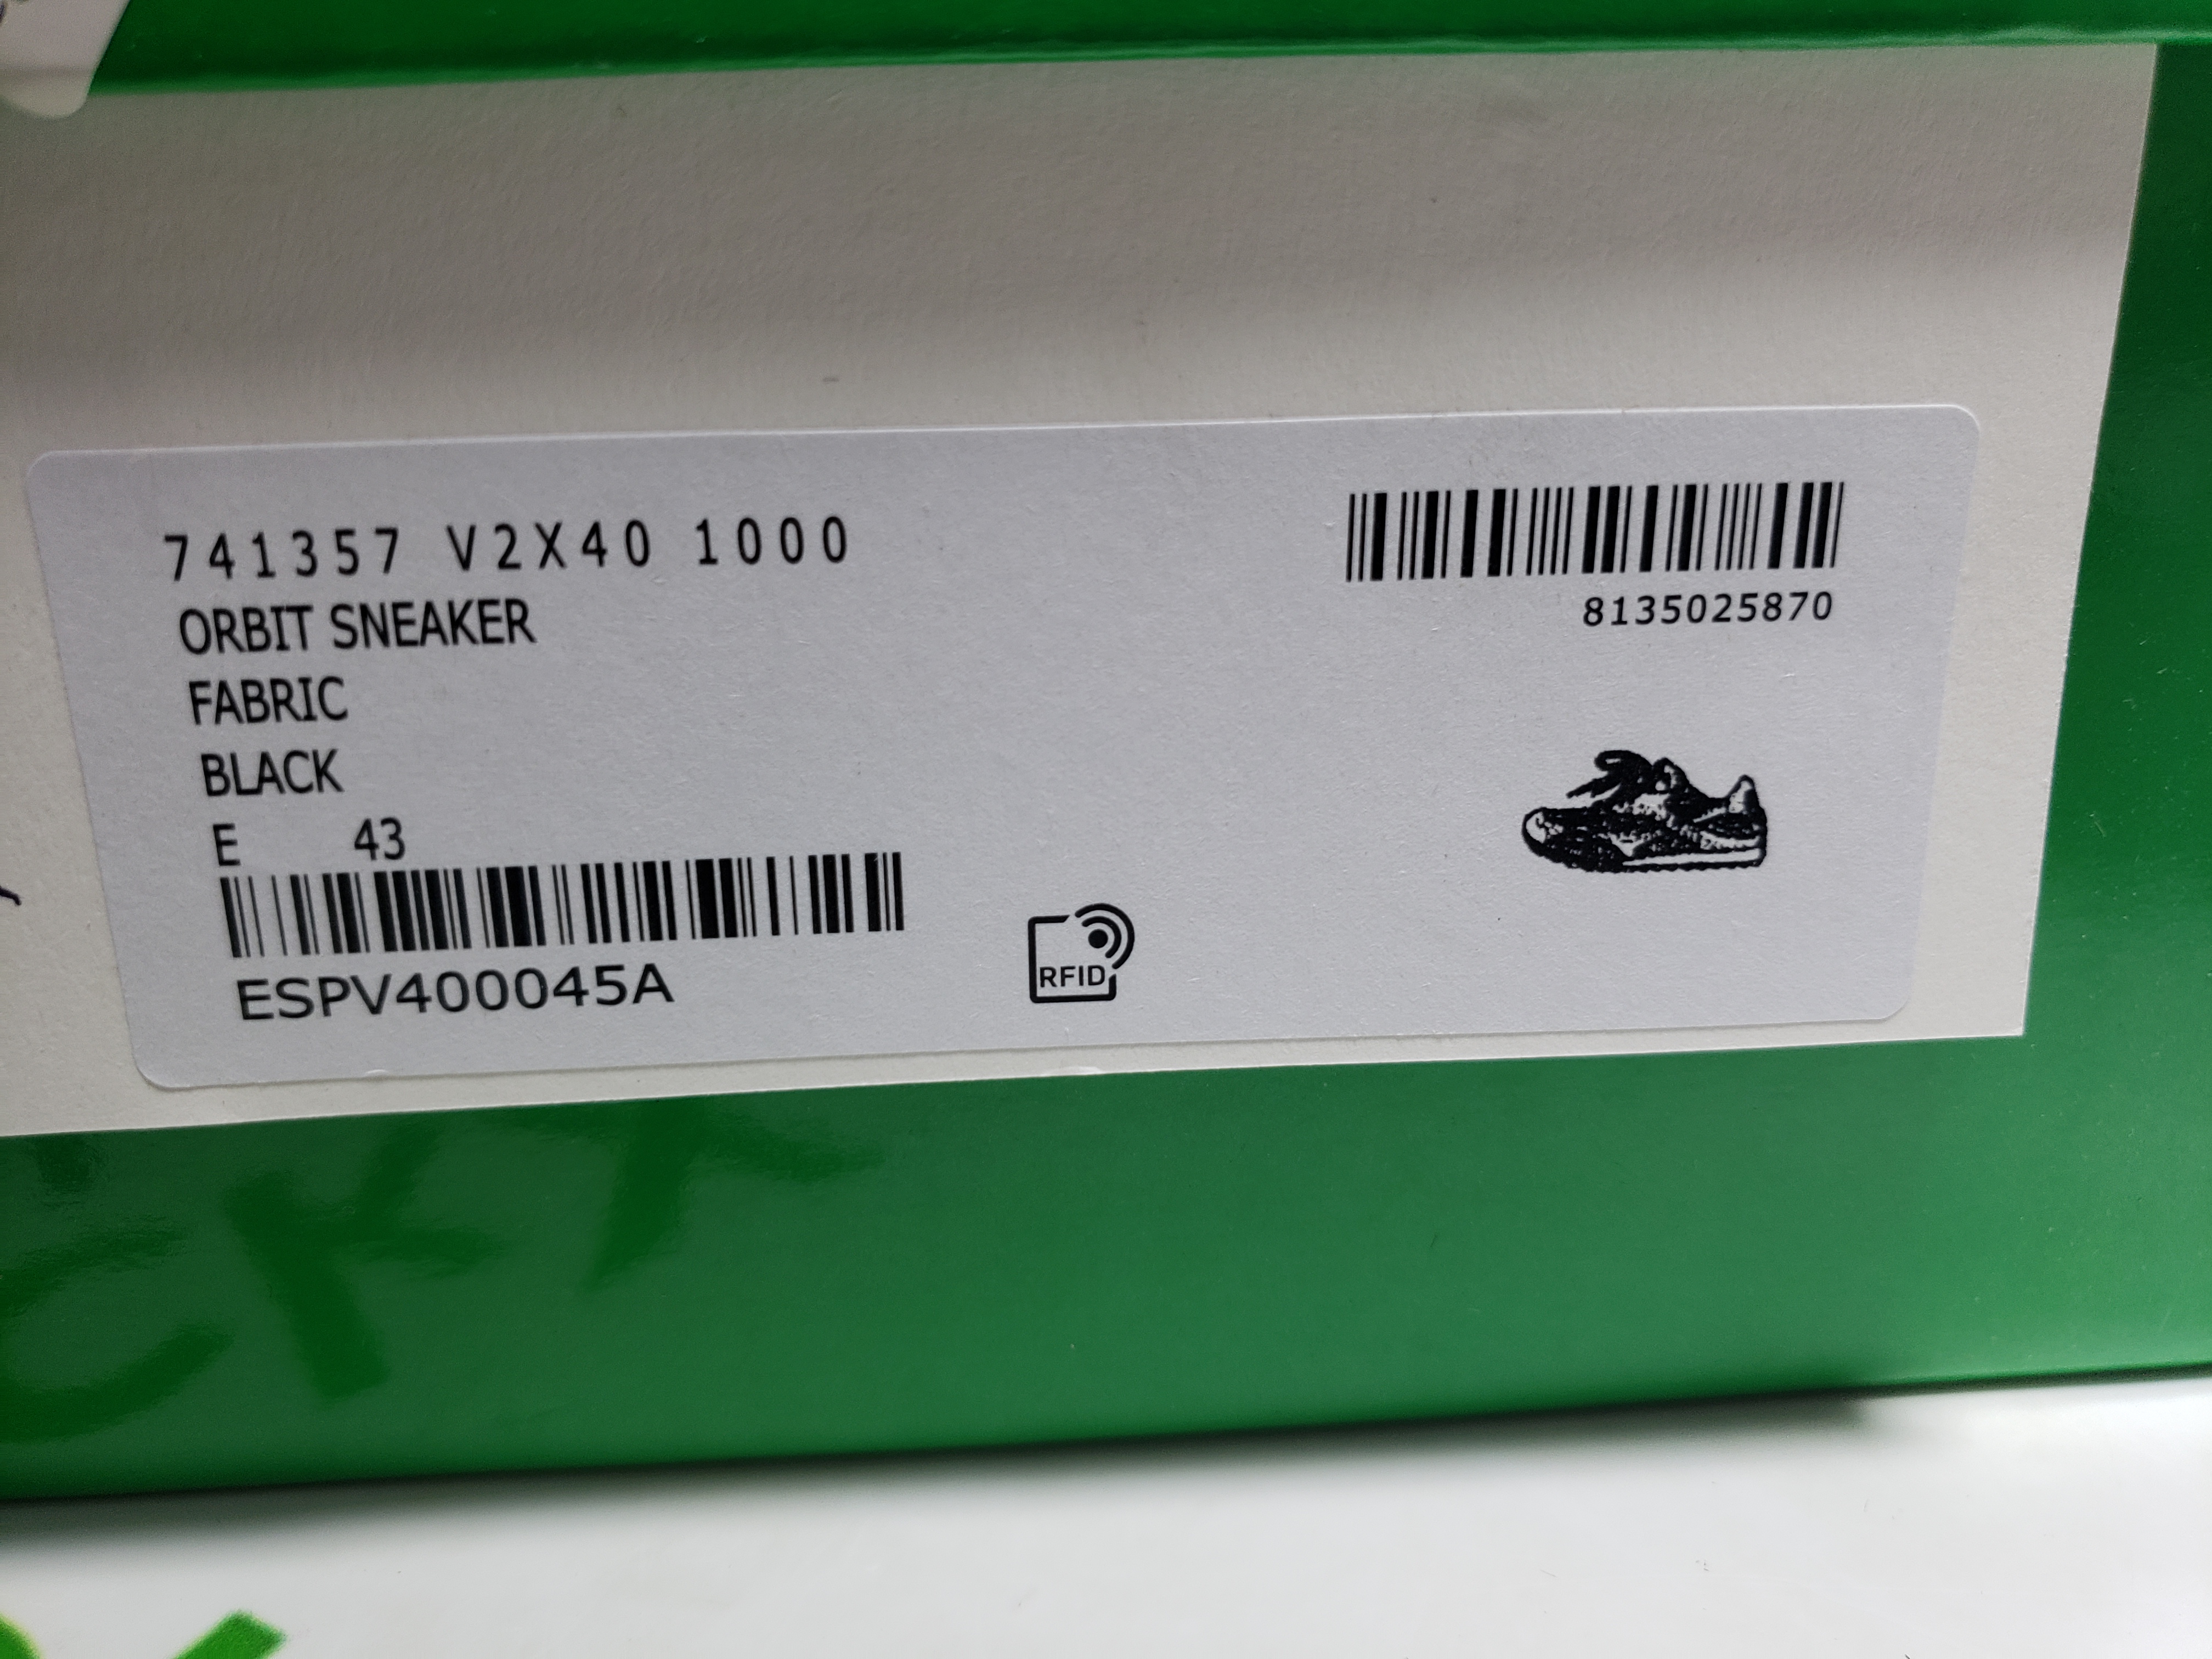 741357 V2X40 1000
ORBIT SNEAKER
FABRIC
BLACK
E 43
ESPV400045A
8135025870
RFID